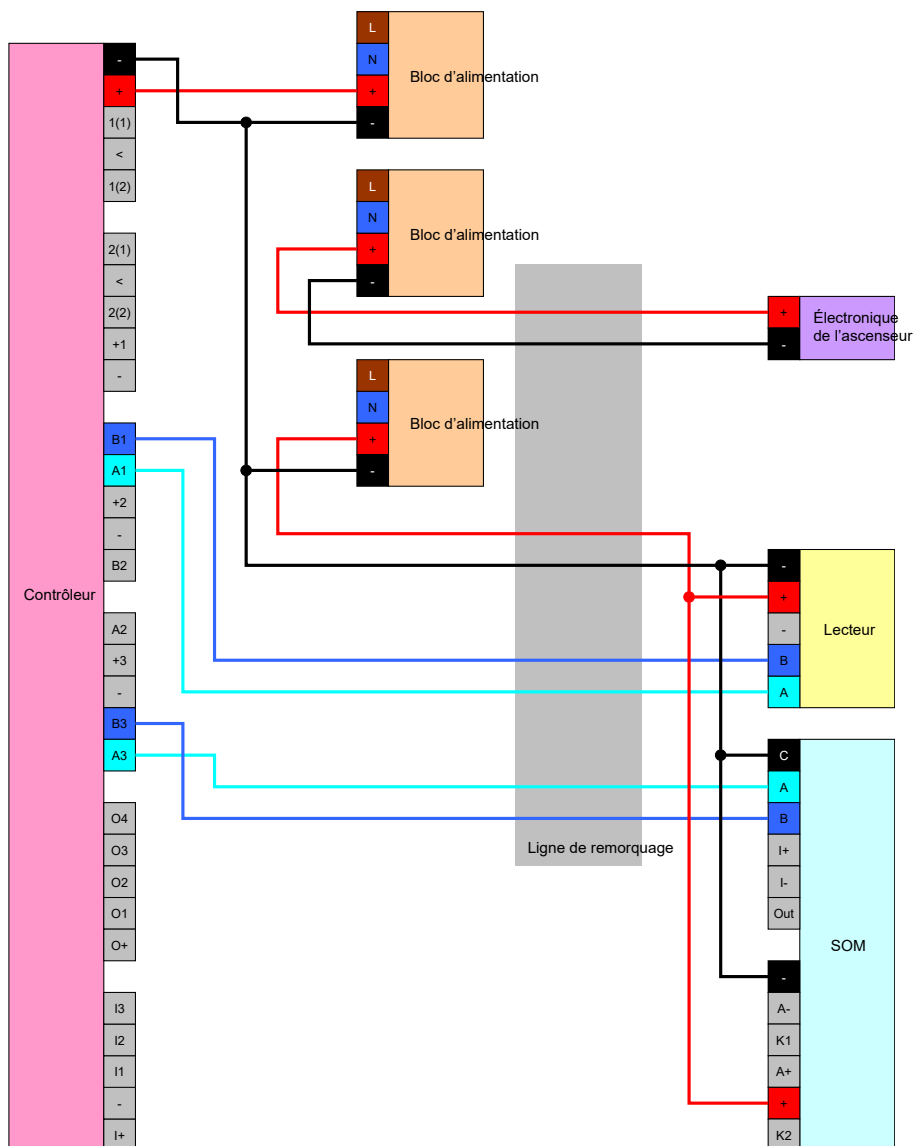 Contrôleur
-
+
1(1)
<
1(2)
2(1)
<
2(2)
+1
-
B1
A1
+2
-
B2
A2
+3
-
B3
A3
O4
O3
O2
O1
O+
I3
I2
I1
-
I+
L
N
+
-
Bloc d'alimentation
L
N
+
-
Bloc d'alimentation
L
N
+
-
Bloc d'alimentation
Ligne de remorquage
+
-
Électronique
de l'ascenseur
-
+
-
B
A
Lecteur
C
A
B
I+
I-
Out
-
A-
K1
A+
+
K2
SOM